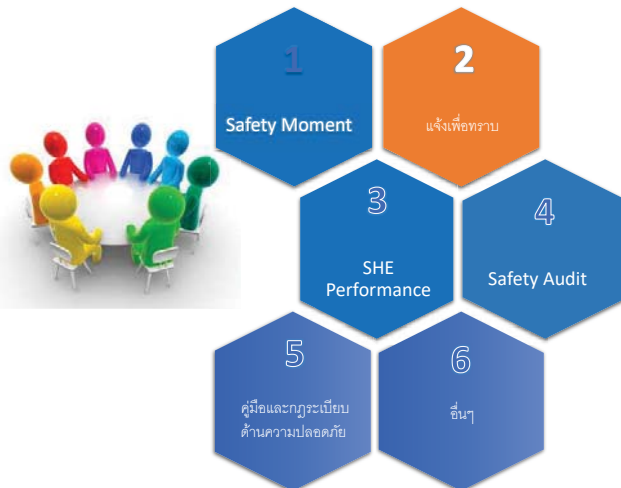 1
Safety Moment
2
แจ้งเพื่อทราบ
3
SHE
Performance
4
Safety Audit
5
คู่มือและกฎระเบียบ
ด้านความปลอดภัย
6
อื่นๆ